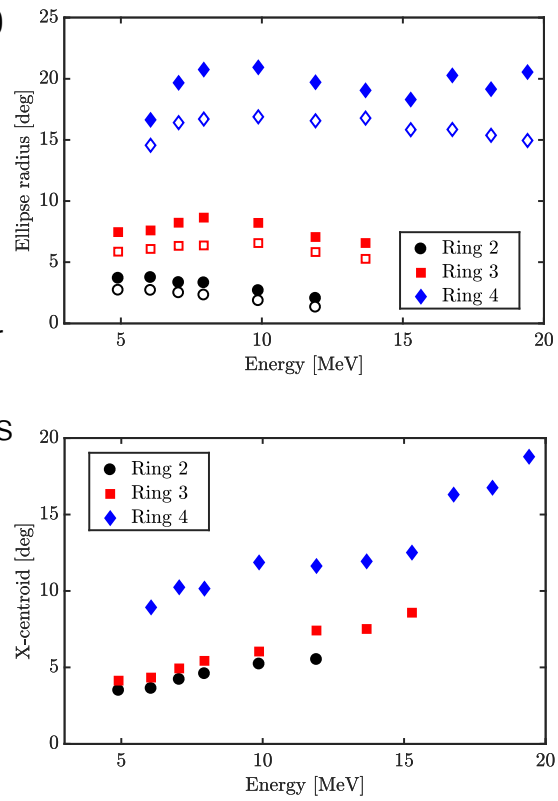 )
25
20
15
10
5
0
Ellipse radius [deg]
Ring 2
Ring 3
Ring 4
5 10 15 20
Energy [MeV]
s
20
15
10
5
0
X-centroid [deg]
Ring 2
Ring 3
Ring 4
5 10 15 20
Energy [MeV]